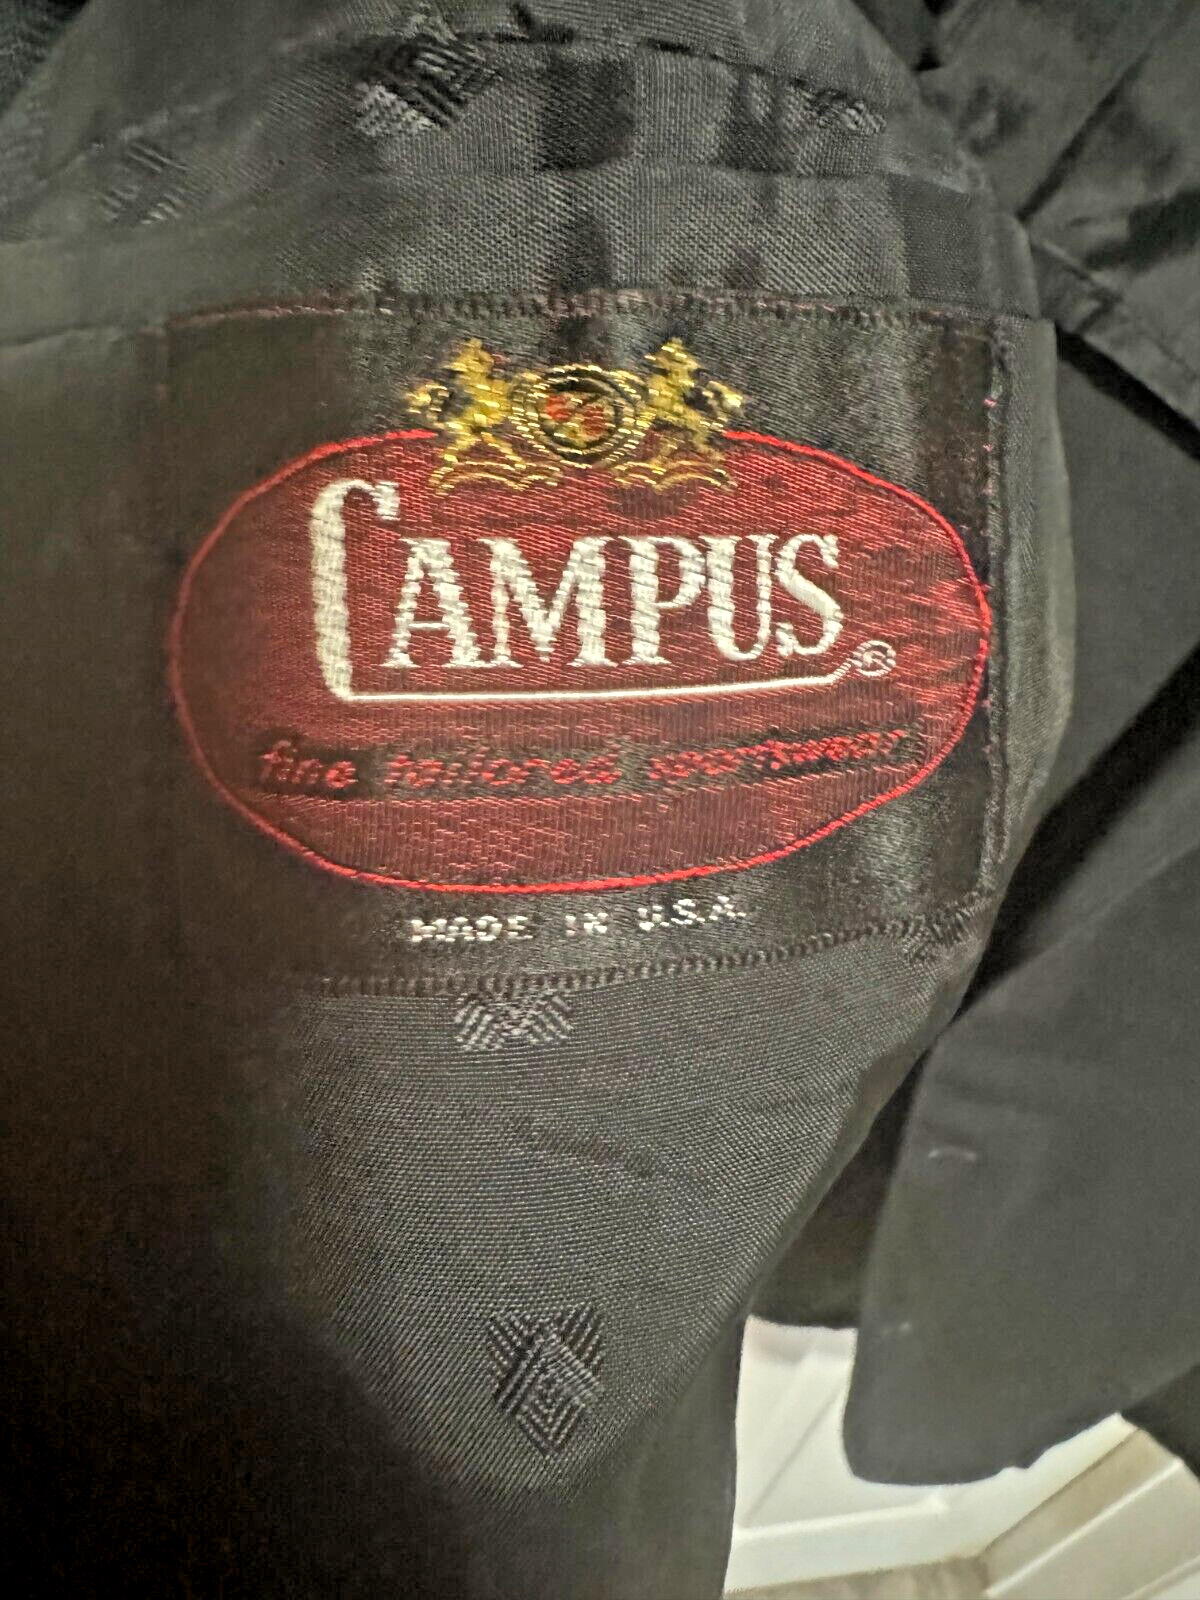 CAMPUS®
fine tailored sportswear
MADE IN U.S.A.